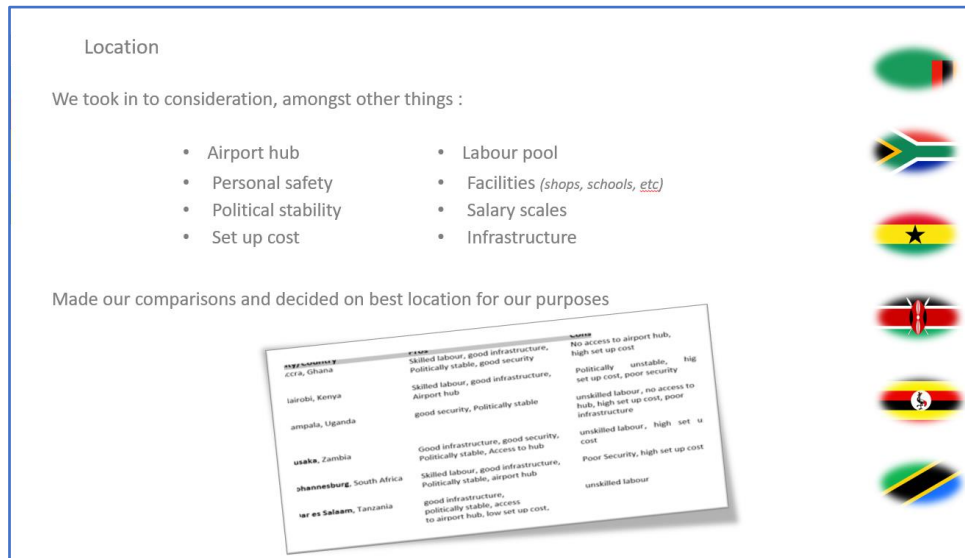 Location
We took in to consideration, amongst other things :
• Airport hub
• Personal safety
• Political stability
• Set up cost
• Labour pool
• Facilities (shops, schools, etc)
• Salary scales
• Infrastructure
Made our comparisons and decided on best location for our purposes
Pros
Cons
ccra, Ghana
Skilled labour, good infrastructure,
Politically stable, good security
No access to airport hub,
high set up cost
airobi, Kenya
Skilled labour, good infrastructure,
Airport hub
Politically unstable, hig
set up cost, poor security
ampala, Uganda
good security, Politically stable
unskilled labour, no access to
hub, high set up cost, poor
infrastructure
usaka, Zambia
Good infrastructure, good security,
Politically stable, Access to hub
unskilled labour, high set u
cost
ohannesburg, South Africa
Skilled labour, good infrastructure,
Politically stable, airport hub
Poor Security, high set up cost
ar es Salaam, Tanzania
good infrastructure,
politically stable, access
to airport hub, low set up cost,
unskilled labour